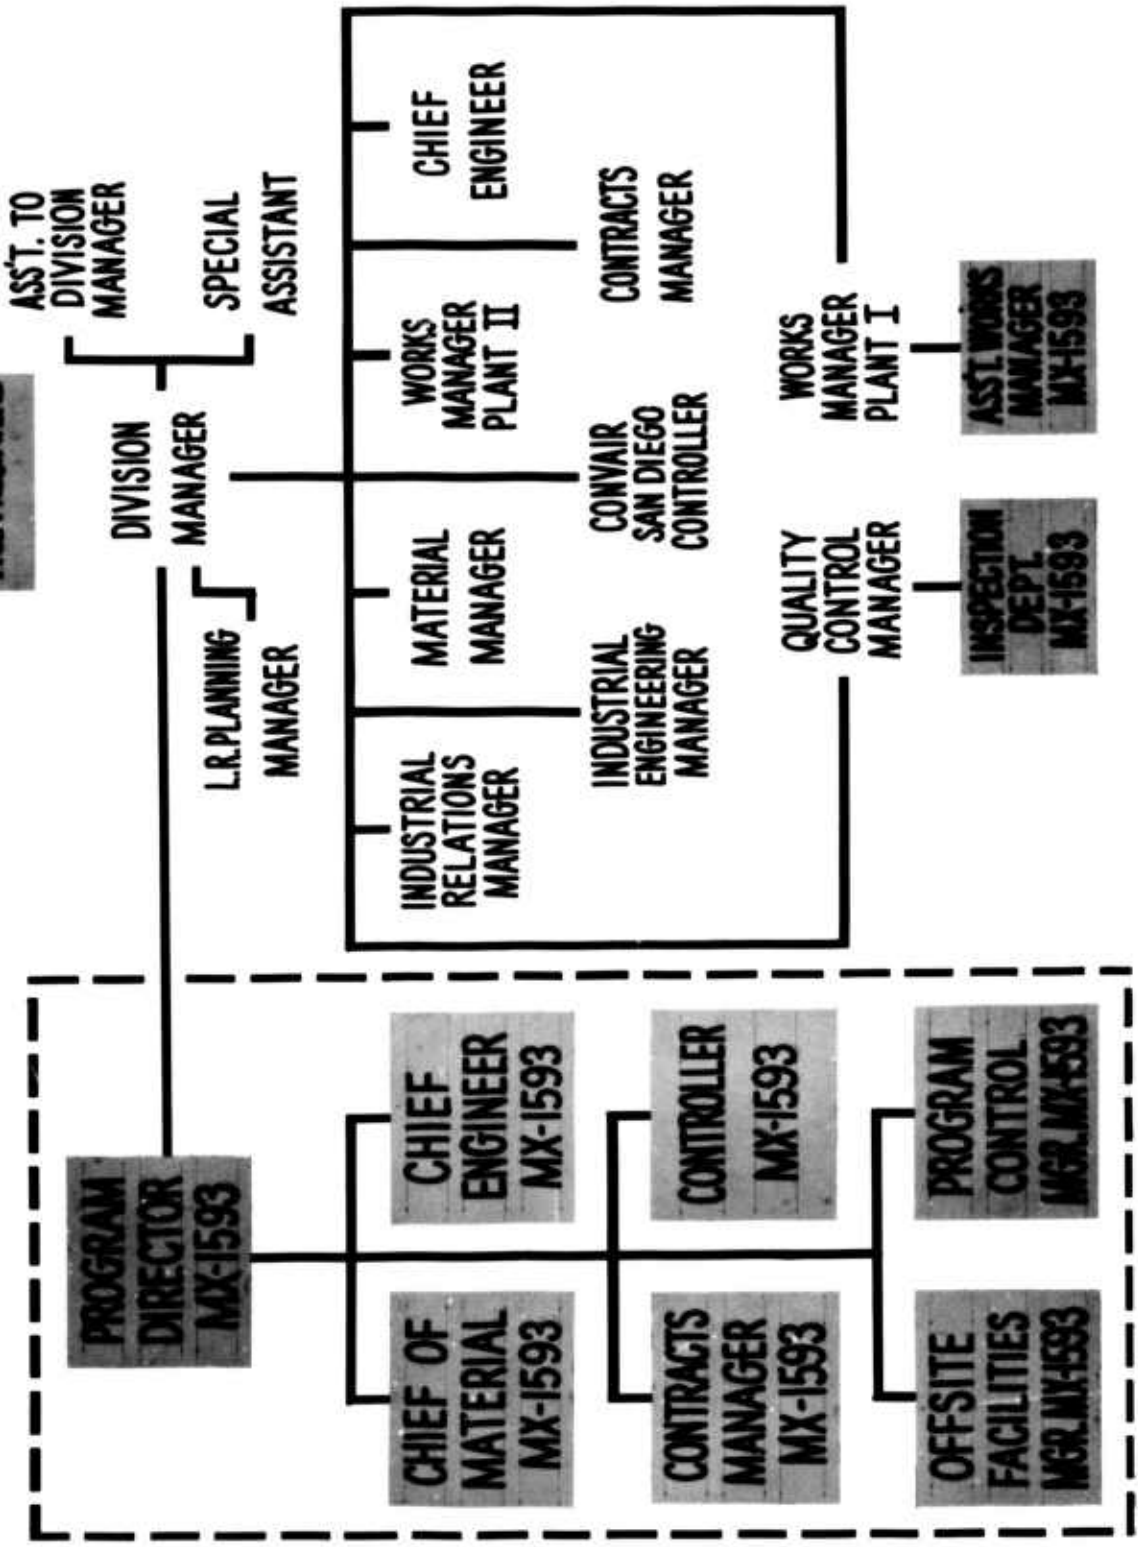 ASS'T. TO
DIVISION
MANAGER
SPECIAL
ASSISTANT
DIVISION
MANAGER
L.R. PLANNING
MANAGER
PROGRAM
DIRECTOR
MX-1593
CHIEF OF
MATERIAL
MX-1593
CHIEF
ENGINEER
MX-1593
CONTRACTS
MANAGER
MX-1593
CONTROLLER
MX-1593
OFFSITE
FACILITIES
MGR. MX-1593
PROGRAM
CONTROL
MGR. MX-1593
INDUSTRIAL
RELATIONS
MANAGER
MATERIAL
MANAGER
WORKS
MANAGER
PLANT II
CHIEF
ENGINEER
INDUSTRIAL
ENGINEERING
MANAGER
CONVAIR
SAN DIEGO
CONTROLLER
CONTRACTS
MANAGER
QUALITY
CONTROL
MANAGER
WORKS
MANAGER
PLANT I
INSPECTION
DEPT.
MX-1593
ASS'T. WORKS
MANAGER
MX-1593